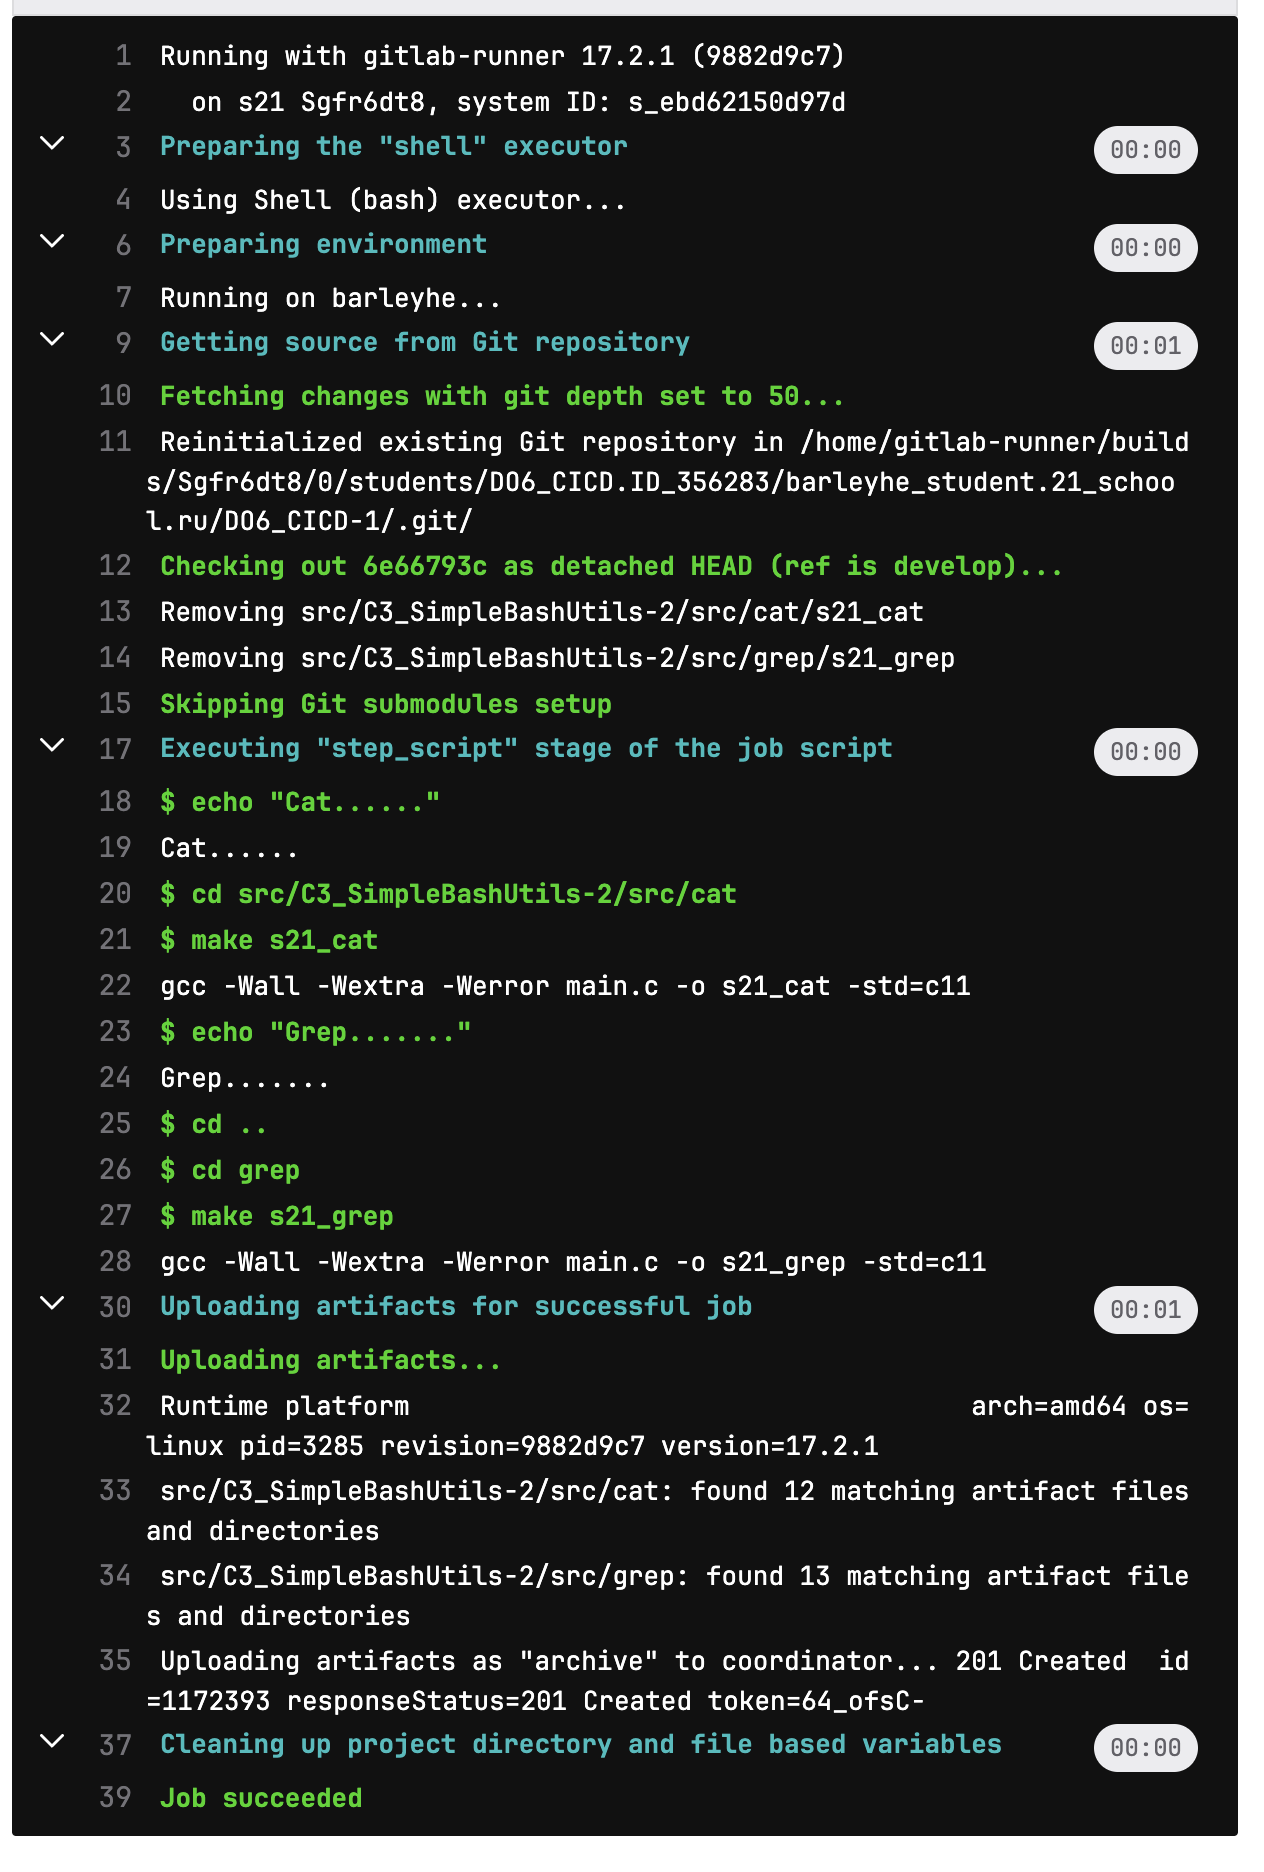 1 Running with gitlab-runner 17.2.1 (9882d9c7)
2 on s21 Sgfr6dt8, system ID: s_ebd62150d97d
3 Preparing the "shell" executor 00:00
4 Using Shell (bash) executor...
6 Preparing environment 00:00
7 Running on barleyhe...
9 Getting source from Git repository 00:01
10 Fetching changes with git depth set to 50...
11 Reinitialized existing Git repository in /home/gitlab-runner/build
s/Sgfr6dt8/0/students/DO6_CICD.ID_356283/barleyhe_student.21_schoo
l.ru/DO6_CICD-1/.git/
12 Checking out 6e66793c as detached HEAD (ref is develop)...
13 Removing src/C3_SimpleBashUtils-2/src/cat/s21_cat
14 Removing src/C3_SimpleBashUtils-2/src/grep/s21_grep
15 Skipping Git submodules setup
17 Executing "step_script" stage of the job script 00:00
18 $ echo "Cat......"
19 Cat......
20 $ cd src/C3_SimpleBashUtils-2/src/cat
21 $ make s21_cat
22 gcc -Wall -Wextra -Werror main.c -o s21_cat -std=c11
23 $ echo "Grep......."
24 Grep.......
25 $ cd ..
26 $ cd grep
27 $ make s21_grep
28 gcc -Wall -Wextra -Werror main.c -o s21_grep -std=c11
30 Uploading artifacts for successful job 00:01
31 Uploading artifacts...
32 Runtime platform arch=amd64 os=
linux pid=3285 revision=9882d9c7 version=17.2.1
33 src/C3_SimpleBashUtils-2/src/cat: found 12 matching artifact files
and directories
34 src/C3_SimpleBashUtils-2/src/grep: found 13 matching artifact file
s and directories
35 Uploading artifacts as "archive" to coordinator... 201 Created id
=1172393 responseStatus=201 Created token=64_ofsC-
37 Cleaning up project directory and file based variables 00:00
39 Job succeeded